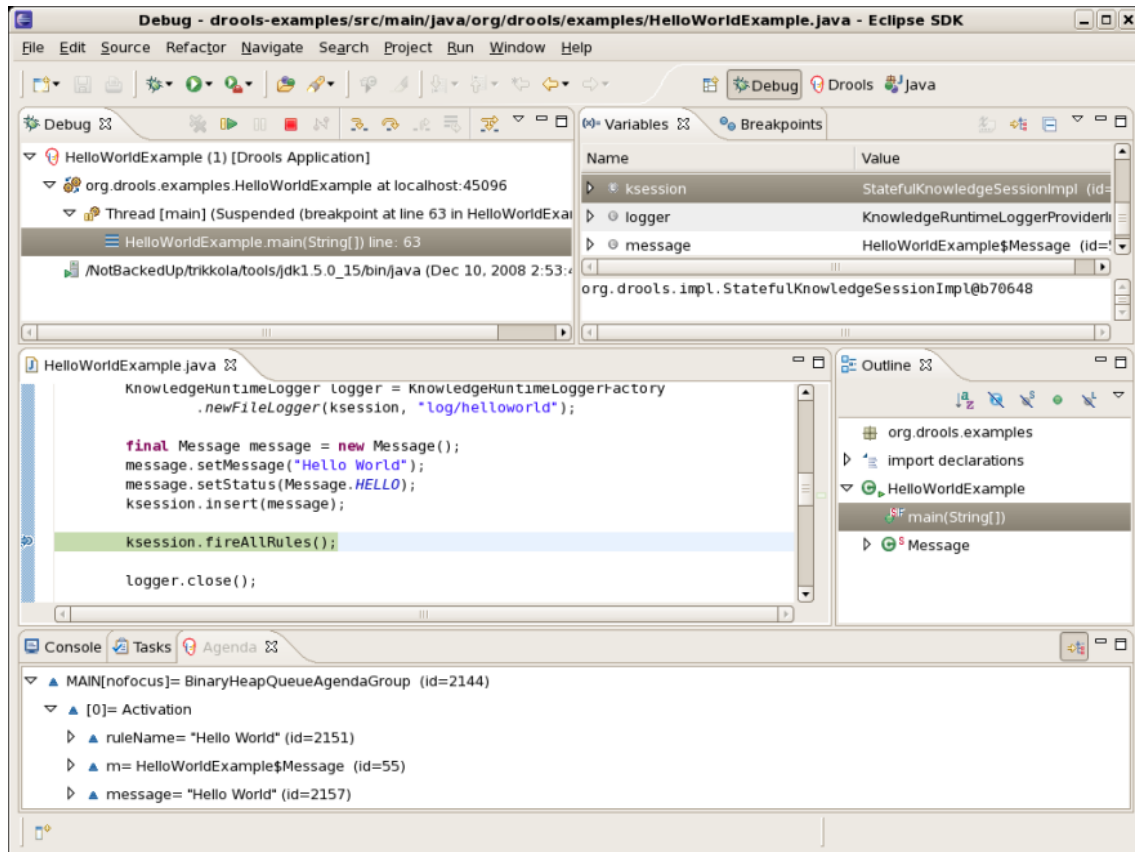 Debug - drools-examples/src/main/java/org/drools/examples/HelloWorldExample.java - Eclipse SDK
File Edit Source Refactor Navigate Search Project Run Window Help
Debug Drools Java
Debug
HelloWorldExample (1) [Drools Application]
org.drools.examples.HelloWorldExample at localhost:45096
Thread [main] (Suspended (breakpoint at line 63 in HelloWorldExa
HelloWorldExample.main(String[]) line: 63
/NotBackedUp/trikkola/tools/jdk1.5.0_15/bin/java (Dec 10, 2008 2:53:4
Variables Breakpoints
Name Value
ksession StatefulKnowledgeSessionImpl (id=
logger KnowledgeRuntimeLoggerProviderI
message HelloWorldExample$Message (id=
org.drools.impl.StatefulKnowledgeSessionImpl@b70648
HelloWorldExample.java
KnowledgeRuntimeLogger logger = KnowledgeRuntimeLoggerFactory
.newFileLogger(ksession, "log/helloworld");
final Message message = new Message();
message.setMessage("Hello World");
message.setStatus(Message.HELLO);
ksession.insert(message);
ksession.fireAllRules();
logger.close();
Outline
org.drools.examples
import declarations
HelloWorldExample
main(String[])
Message
Console Tasks Agenda
MAIN[nofocus]= BinaryHeapQueueAgendaGroup (id=2144)
[0]= Activation
ruleName= "Hello World" (id=2151)
m= HelloWorldExample$Message (id=55)
message= "Hello World" (id=2157)